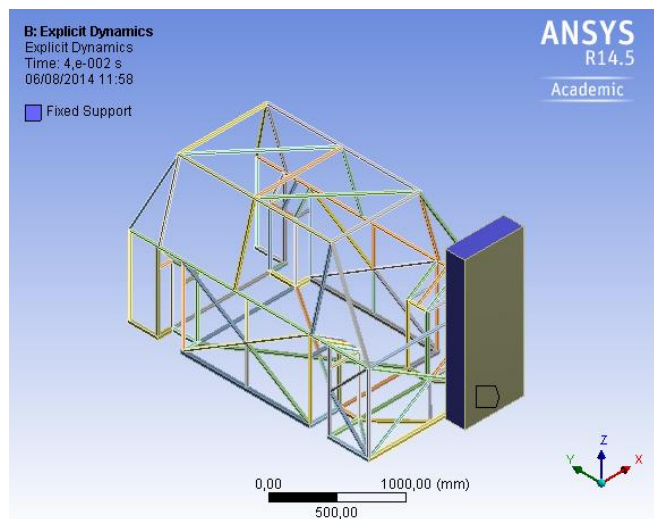 B: Explicit Dynamics
Explicit Dynamics
Time: 4,e-002 s
06/08/2014 11:58
Fixed Support
ANSYS
R14.5
Academic
0,00
1000,00 (mm)
500,00
Z
Y
X